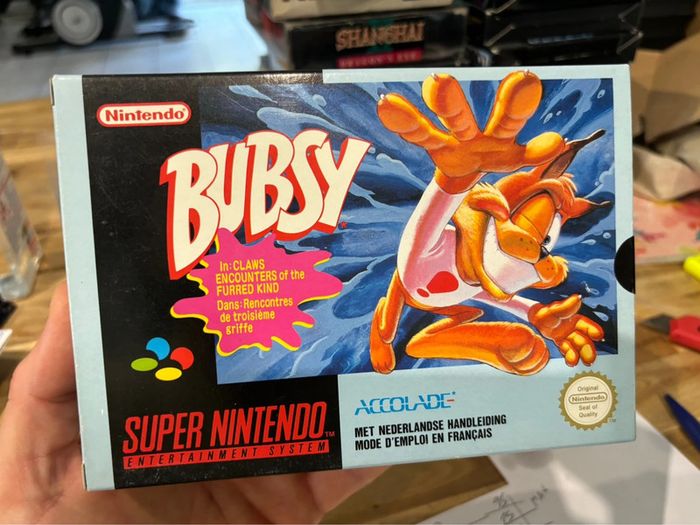 SHANGHAI
Nintendo
BUBSY
In: CLAWS
ENCOUNTERS of the
FURRED KIND
Dans: Rencontres
de troisième
griffe
SUPER NINTENDO TM
ENTERTAINMENT SYSTEM
ACCOLADE
MET NEDERLANDSE HANDLEIDING
MODE D'EMPLOI EN FRANÇAIS
Original
Nintendo
Seal of
Quality